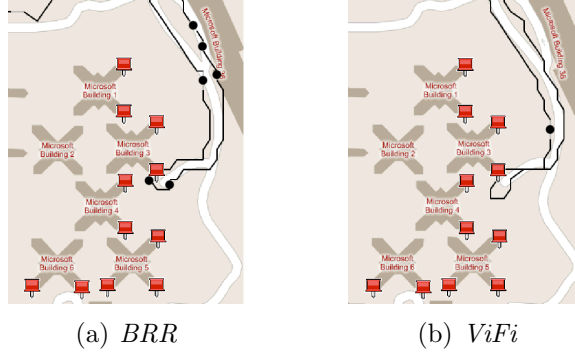 Microsoft
Building 1
Microsoft
Building 2
Microsoft
Building 3
Microsoft
Building 4
Microsoft
Building 5
Microsoft
Building 6
Microsoft Building
(a) BRR
Microsoft
Building 1
Microsoft
Building 2
Microsoft
Building 3
Microsoft
Building 4
Microsoft
Building 5
Microsoft
Building 6
Microsoft Building 35
(b) ViFi